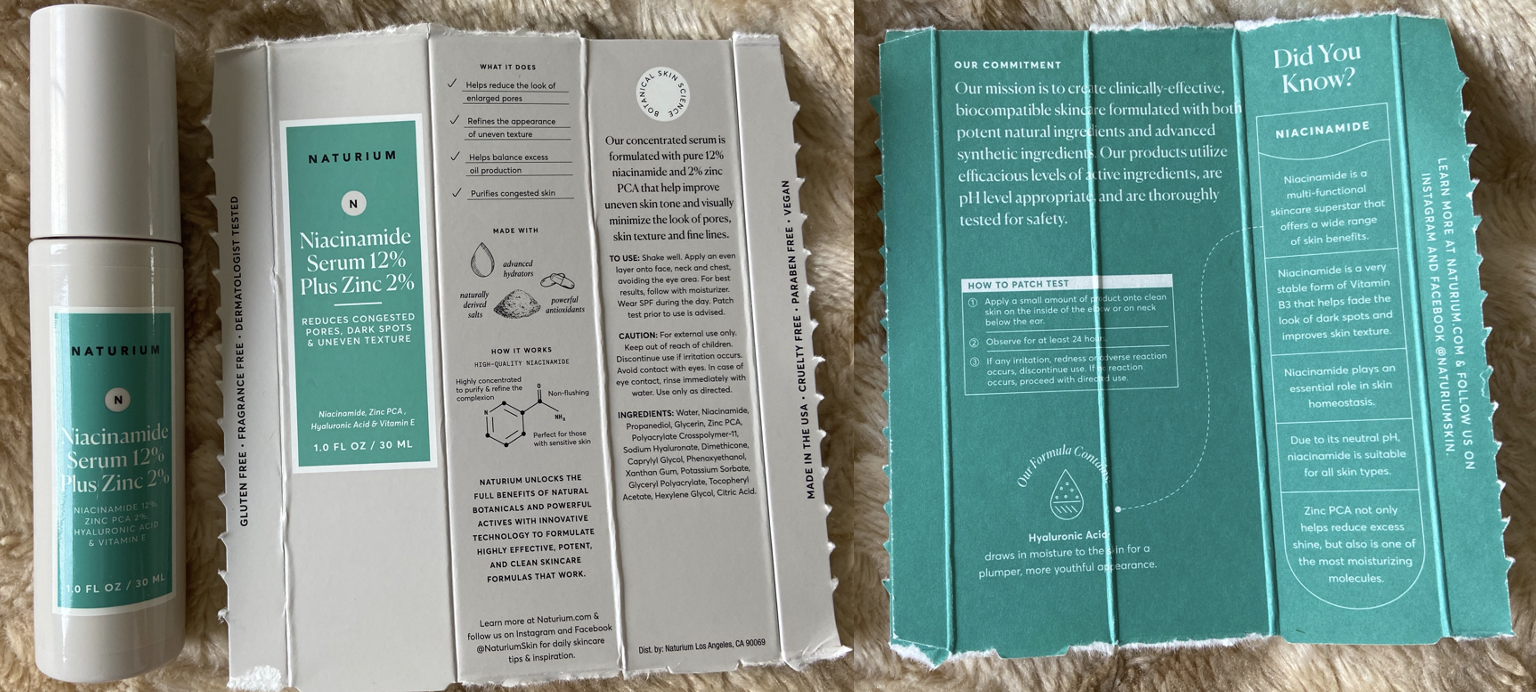 NATURIUM
N
Niacinamide
Serum 12%
Plus Zinc 2%
NIACINAMIDE 12%,
ZINC PCA 2%,
HYALURONIC ACID
& VITAMIN E
1.0 FL OZ / 30 ML
GLUTEN FREE • FRAGRANCE FREE • DERMATOLOGIST TESTED
NATURIUM
N
Niacinamide
Serum 12%
Plus Zinc 2%
REDUCES CONGESTED
PORES, DARK SPOTS
& UNEVEN TEXTURE
Niacinamide, Zinc PCA,
Hyaluronic Acid & Vitamin E
1.0 FL OZ / 30 ML
WHAT IT DOES
Helps reduce the look of
enlarged pores
Refines the appearance
of uneven texture
Helps balance excess
oil production
Purifies congested skin
MADE WITH
advanced
hydrators
naturally
derived
salts
powerful
antioxidants
HOW IT WORKS
HIGH-QUALITY NIACINAMIDE
Highly concentrated
to purify & refine the
complexion
O
Non-flushing
N
NH₂
Perfect for those
with sensitive skin
NATURIUM UNLOCKS THE
FULL BENEFITS OF NATURAL
BOTANICALS AND POWERFUL
ACTIVES WITH INNOVATIVE
TECHNOLOGY TO FORMULATE
HIGHLY EFFECTIVE, POTENT,
AND CLEAN SKINCARE
FORMULAS THAT WORK.
Learn more at Naturium.com &
follow us on Instagram and Facebook
@NaturiumSkin for daily skincare
tips & inspiration.
BOTANICAL SKIN SCIENCE
Our concentrated serum is
formulated with pure 12%
niacinamide and 2% zinc
PCA that help improve
uneven skin tone and visually
minimize the look of pores,
skin texture and fine lines.
TO USE: Shake well. Apply an even
layer onto face, neck and chest,
avoiding the eye area. For best
results, follow with moisturizer.
Wear SPF during the day. Patch
test prior to use is advised.
CAUTION: For external use only.
Keep out of reach of children.
Discontinue use if irritation occurs.
Avoid contact with eyes. In case of
eye contact, rinse immediately with
water. Use only as directed.
INGREDIENTS: Water, Niacinamide,
Propanediol, Glycerin, Zinc PCA,
Polyacrylate Crosspolymer-11,
Sodium Hyaluronate, Dimethicone,
Caprylyl Glycol, Phenoxyethanol,
Xanthan Gum, Potassium Sorbate,
Glyceryl Polyacrylate, Tocopheryl
Acetate, Hexylene Glycol, Citric Acid.
Dist. by: Naturium Los Angeles, CA 90069
MADE IN THE USA • CRUELTY FREE • PARABEN FREE • VEGAN
OUR COMMITMENT
Our mission is to create clinically-effective,
biocompatible skincare formulated with both
potent natural ingredients and advanced
synthetic ingredients. Our products utilize
efficacious levels of active ingredients, are
pH level appropriate, and are thoroughly
tested for safety.
HOW TO PATCH TEST
1 Apply a small amount of product onto clean
skin on the inside of the elbow or on neck
below the ear.
2 Observe for at least 24 hours.
3 If any irritation, redness or adverse reaction
occurs, discontinue use. If no reaction
occurs, proceed with directed use.
Our Formula Contains
Hyaluronic Acid
draws in moisture to the skin for a
plumper, more youthful appearance.
Did You
Know?
NIACINAMIDE
Niacinamide is a
multi-functional
skincare superstar that
offers a wide range
of skin benefits.
Niacinamide is a very
stable form of Vitamin
B3 that helps fade the
look of dark spots and
improves skin texture.
Niacinamide plays an
essential role in skin
homeostasis.
Due to its neutral pH,
niacinamide is suitable
for all skin types.
Zinc PCA not only
helps reduce excess
shine, but also is one of
the most moisturizing
molecules.
LEARN MORE AT NATURIUM.COM & FOLLOW US ON
INSTAGRAM AND FACEBOOK @NATURIUMSKIN.